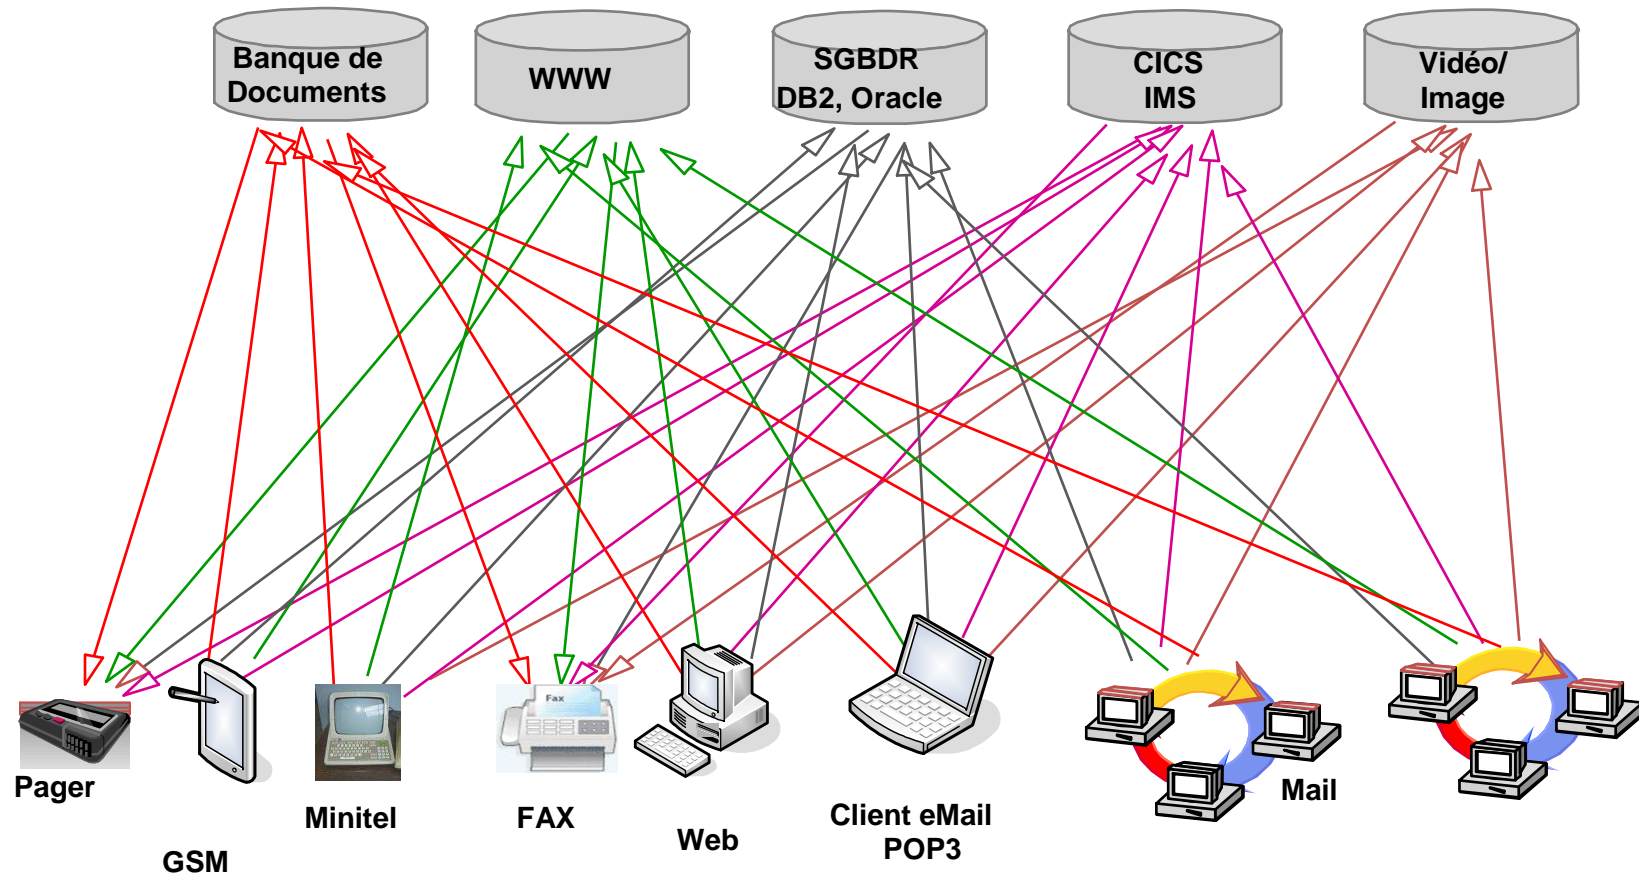 Banque de
Documents
WWW
SGBDR
DB2, Oracle
CICS
IMS
Vidéo/
Image
Fax
Pager
GSM
Minitel
FAX
Web
Client eMail
POP3
Mail